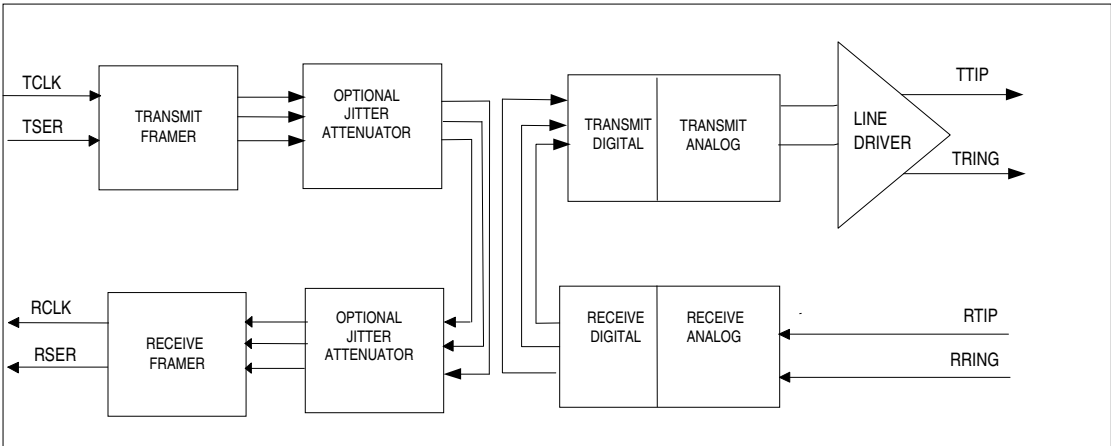 TCLK
TSER
TRANSMIT
FRAMER
OPTIONAL
JITTER
ATTENUATOR
TRANSMIT
DIGITAL
TRANSMIT
ANALOG
LINE
DRIVER
TTIP
TRING
RCLK
RSER
RECEIVE
FRAMER
OPTIONAL
JITTER
ATTENUATOR
RECEIVE
DIGITAL
RECEIVE
ANALOG
RTIP
RRING